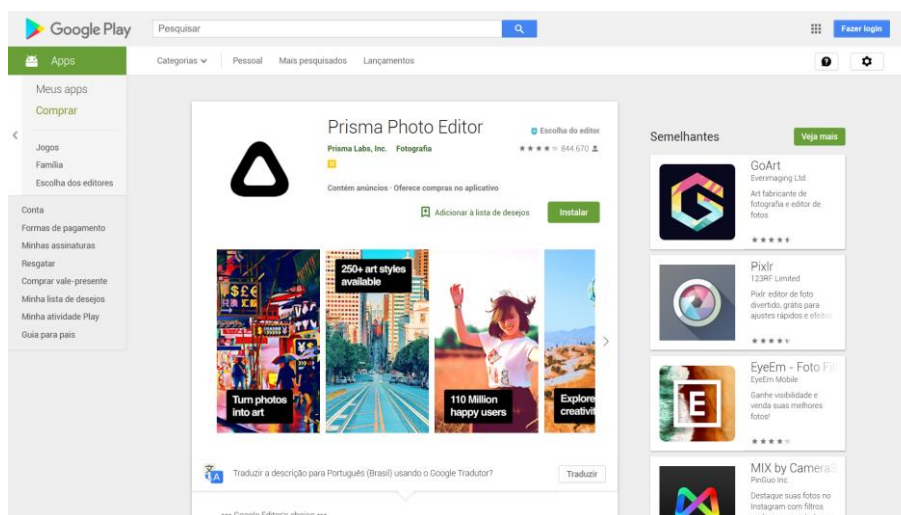 Google Play
Pesquisar
Fazer login
Apps
Categorias
Pessoal
Mais pesquisados
Lançamentos
Meus apps
Comprar
Jogos
Família
Escolha dos editores
Conta
Formas de pagamento
Minhas assinaturas
Resgatar
Comprar vale-presente
Minha lista de desejos
Minha atividade Play
Guia para pais
Prisma Photo Editor
Escolha do editor
Prisma Labs, Inc. Fotografia
844.670
Contém anúncios · Oferece compras no aplicativo
Adicionar à lista de desejos
Instalar
Turn photos
into art
250+ art styles
available
110 Million
happy users
Explore
creativit
Traduzir a descrição para Português (Brasil) usando o Google Tradutor?
Traduzir
Semelhantes
Veja mais
GoArt
Everimaging Ltd.
Art fabricante de
fotografia e editor de
fotos.
Pixlr
123RF Limited
Pixlr editor de foto
divertido, grátis para
ajustes rápidos e efeitos
EyeEm - Foto Fil
EyeEm Mobile
Ganhe visibilidade e
venda suas melhores
fotos!
MIX by Camera3
PinGuo Inc
Destaque suas fotos no
Instagram com filtros